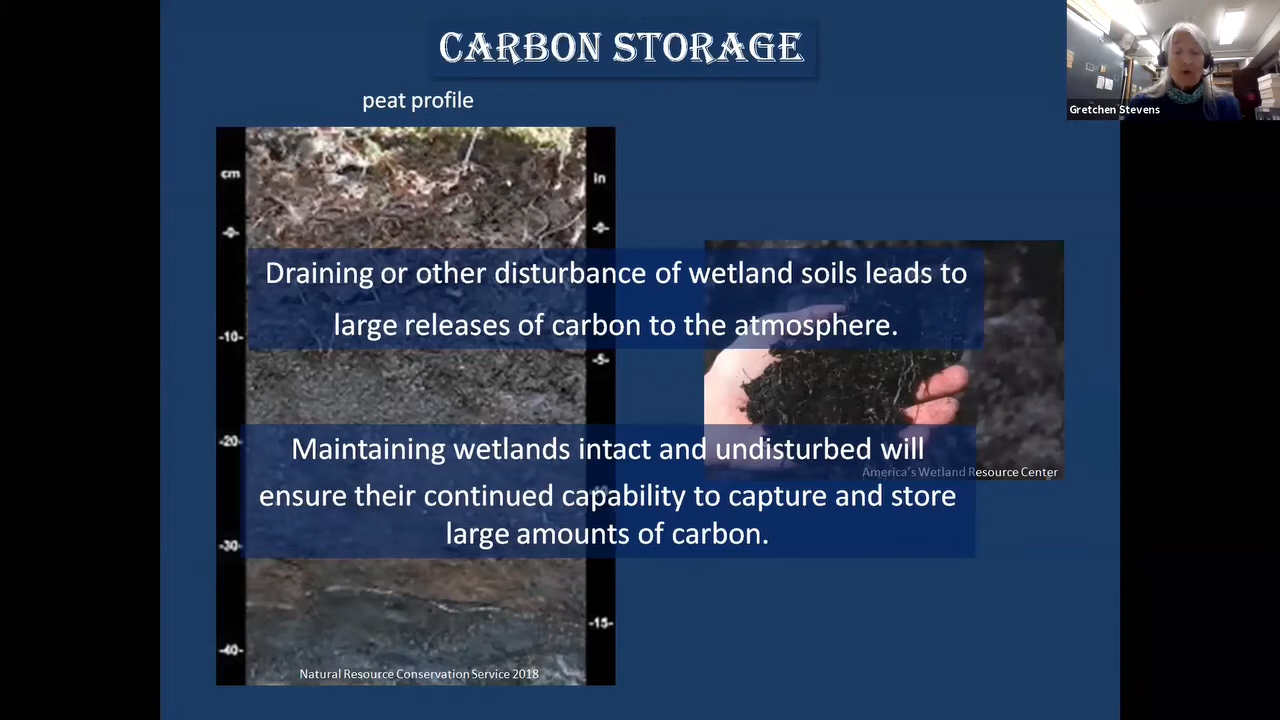 CARBON STORAGE
peat profile
Gretchen Stevens
cm
in
-0-
-0-
Draining or other disturbance of wetland soils leads to
large releases of carbon to the atmosphere.
-10-
-5-
-20-
Maintaining wetlands intact and undisturbed will
ensure their continued capability to capture and store
large amounts of carbon.
America's Wetland Resource Center
-30-
-15-
-40-
Natural Resource Conservation Service 2018